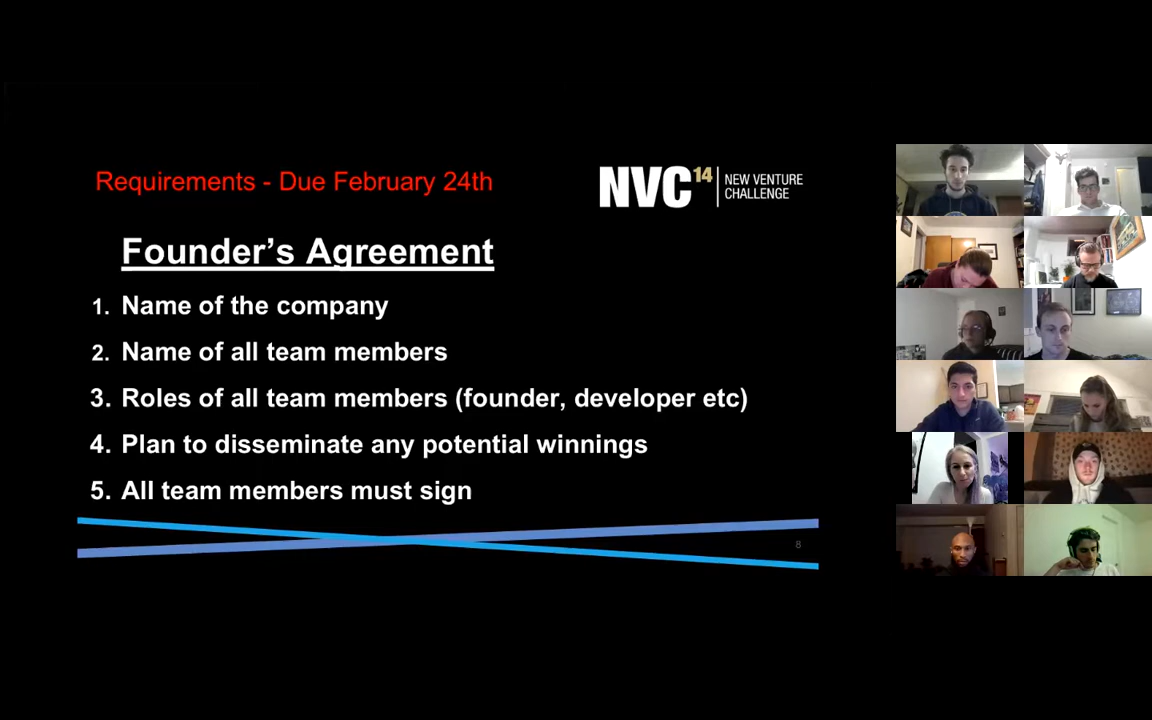 Requirements - Due February 24th
NVC14 | NEW VENTURE
CHALLENGE
Founder’s Agreement
1. Name of the company
2. Name of all team members
3. Roles of all team members (founder, developer etc)
4. Plan to disseminate any potential winnings
5. All team members must sign
8